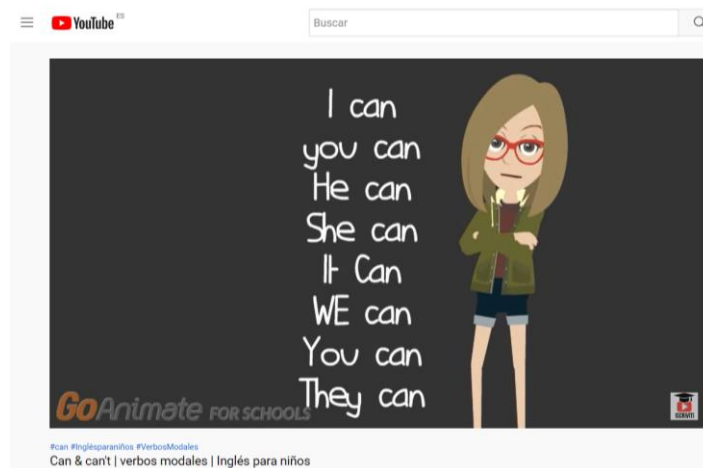 YouTube ES
Buscar
I can
you can
He can
She can
It Can
WE can
You can
They can
GoAnimate FOR SCHOOLS
#can #Inglésparaniños #VerbosModales
Can & can't | verbos modales | Inglés para niños